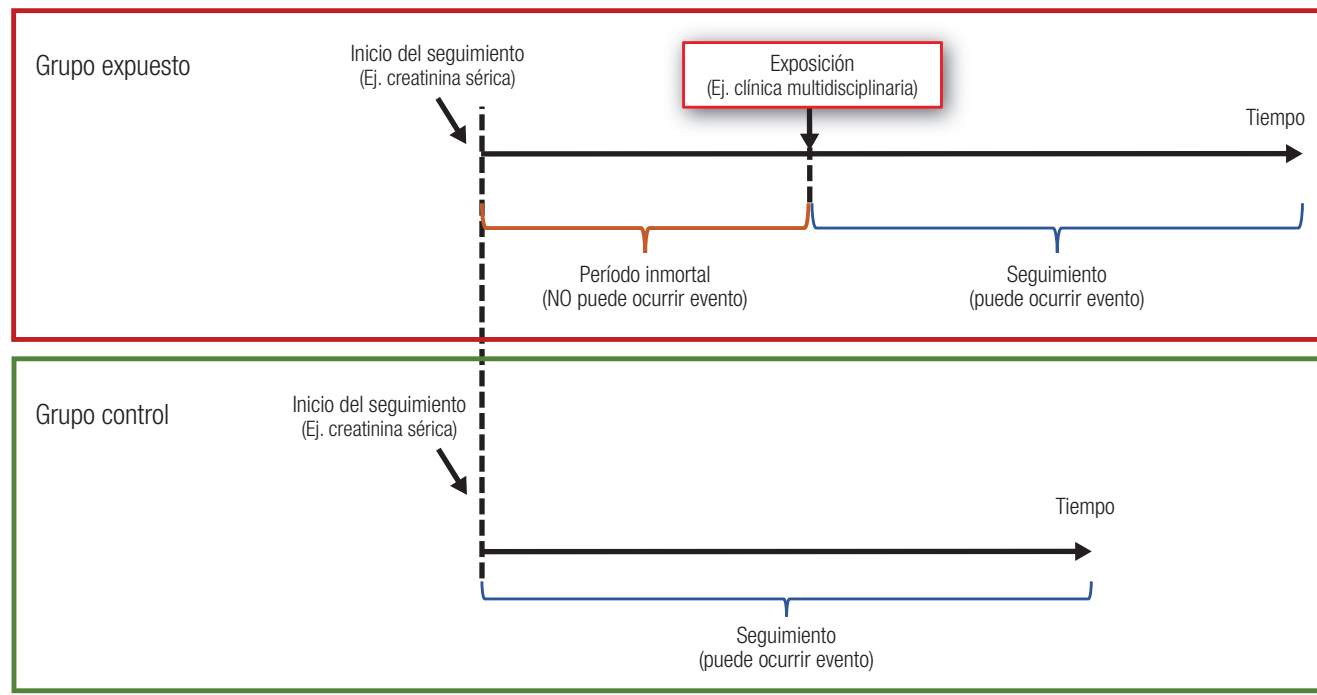 Grupo expuesto
Inicio del seguimiento
(Ej. creatinina sérica)
Exposición
(Ej. clínica multidisciplinaria)
Tiempo
Período inmortal
(NO puede ocurrir evento)
Seguimiento
(puede ocurrir evento)
Grupo control
Inicio del seguimiento
(Ej. creatinina sérica)
Tiempo
Seguimiento
(puede ocurrir evento)